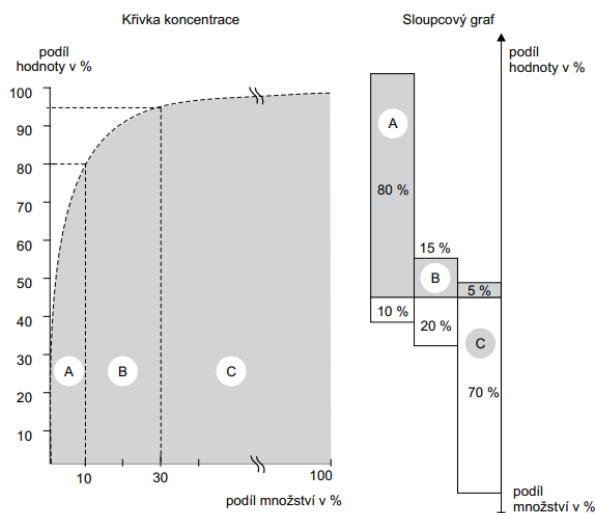 Křivka koncentrace
podíl
hodnoty v %
100
90
80
70
60
50
40
30
20
10
A
B
C
10
30
100
podíl množství v %
Sloupcový graf
podíl
hodnoty v %
A
80 %
15 %
B
5 %
10 %
20 %
C
70 %
podíl
množství v %